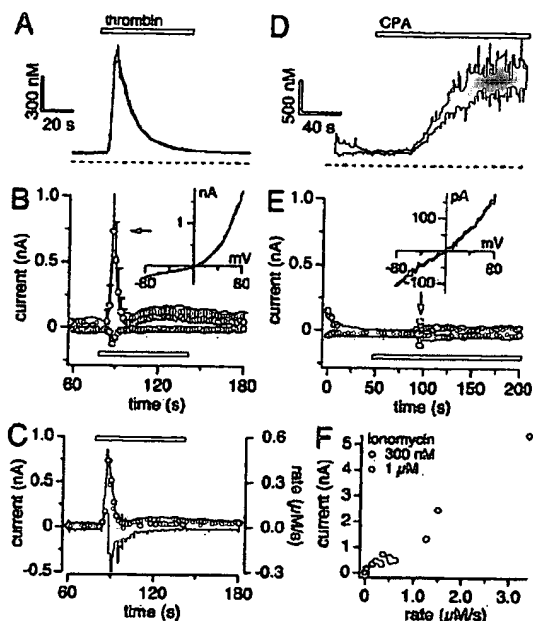 A
thrombin
300 nM
20 s
D
CPA
500 nM
40 s
B
1.0
0.5
0
current (nA)
nA
1
mV
-80
80
60
120
180
time (s)
E
1.0
0.5
0
current (nA)
pA
100
mV
-80
-100
80
0
50
100
150
200
time (s)
C
1.0
0.5
0
-0.5
current (nA)
0.6
0.3
0.0
-0.3
rate (μM/s)
60
120
180
time (s)
F
5
4
3
2
1
0
current (nA)
Ionomycin
300 nM
1 μM
0.0
1.0
2.0
3.0
rate (μM/s)